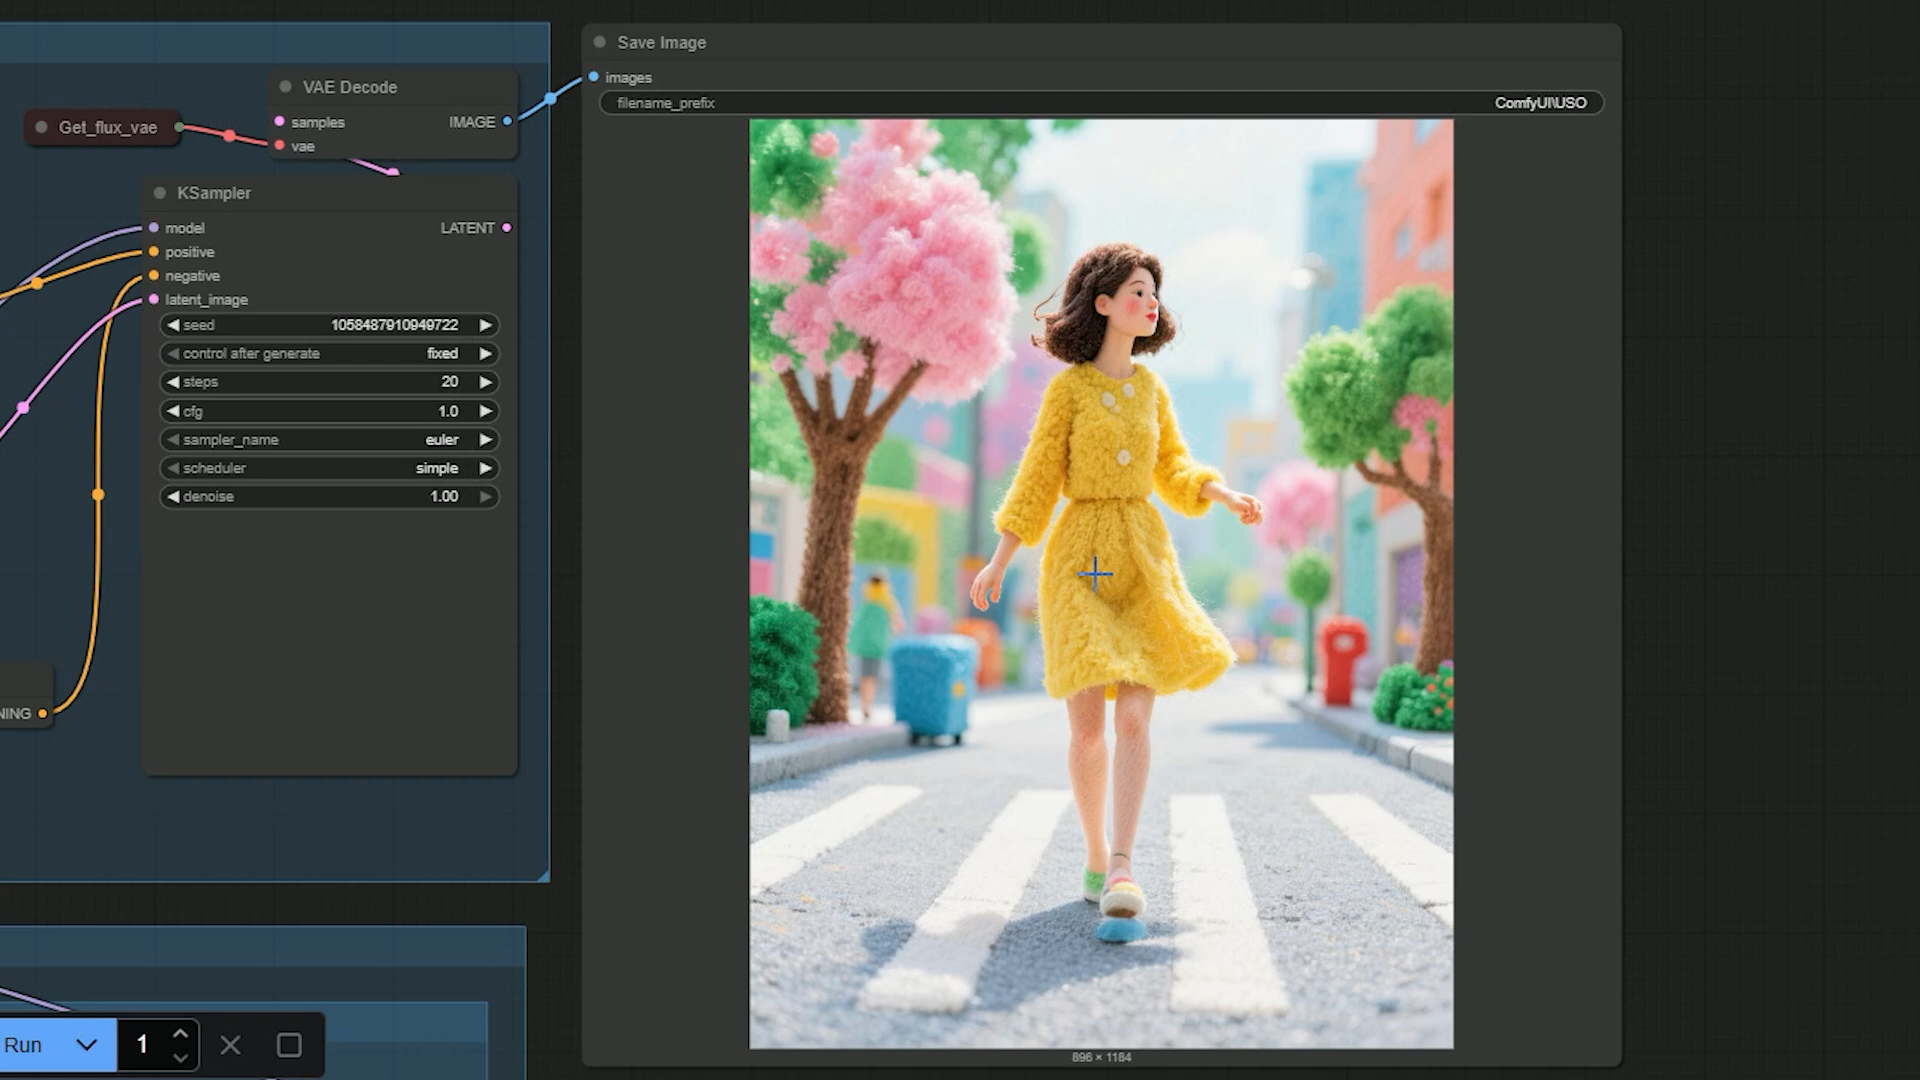 Save Image
images
filename_prefix ComfyUI\USO
VAE Decode
samples IMAGE
vae
Get_flux_vae
KSampler
model LATENT
positive
negative
latent_image
seed 1058487910949722
control after generate fixed
steps 20
cfg 1.0
sampler_name euler
scheduler simple
denoise 1.00
NING
Run 1
896 × 1184